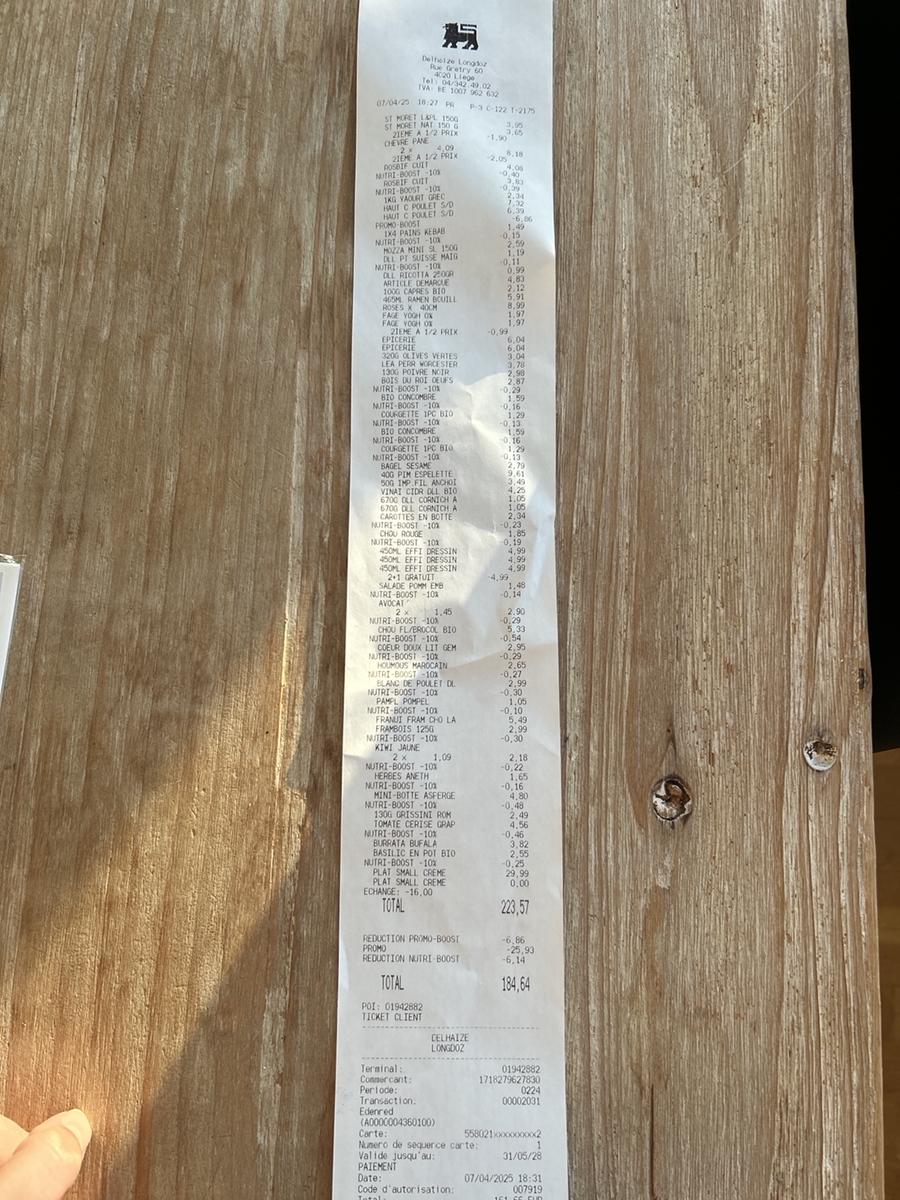 Delhaize Longdoz
Rue Gretry 60
4020 Liege
Tel: 04/342.49.02
TVA: BE 1007 962 632
07/04/25 18:27 PR P-3 C-122 T-2175
ST MORET L&PL 150G 3,95
ST MORET NAT 150 G 3,65
2IEME A 1/2 PRIX -1,90
CHEVRE PANE
2 x 4,09 8,18
2IEME A 1/2 PRIX -2,05
ROSBIF CUIT 4,08
NUTRI-BOOST -10% -0,40
ROSBIF CUIT 3,83
NUTRI-BOOST -10% -0,39
1KG YAOURT GREC 2,34
HAUT C POULET S/D 7,32
HAUT C POULET S/D 6,39
PROMO-BOOST -6,86
1X4 PAINS KEBAB 1,49
NUTRI-BOOST -10% -0,15
MOZZA MINI SL 150G 2,59
DLL PT SUISSE MAIG 1,19
NUTRI-BOOST -10% -0,11
DLL RICOTTA 250GR 0,99
ARTICLE DEMARQUE 4,83
100G CAPRES BIO 2,12
465ML RAMEN BOUILL 5,91
ROSES X 40CM 8,99
FAGE YOGH 0% 1,97
FAGE YOGH 0% 1,97
2IEME A 1/2 PRIX -0,99
EPICERIE 6,04
EPICERIE 6,04
320G OLIVES VERTES 3,04
LEA PERR WORCESTER 3,78
130G POIVRE NOIR 2,98
BOIS DU ROI OEUFS 2,87
NUTRI-BOOST -10% -0,29
BIO CONCOMBRE 1,59
NUTRI-BOOST -10% -0,16
COURGETTE 1PC BIO 1,29
NUTRI-BOOST -10% -0,13
BIO CONCOMBRE 1,59
NUTRI-BOOST -10% -0,16
COURGETTE 1PC BIO 1,29
NUTRI-BOOST -10% -0,13
BAGEL SESAME 2,79
40G PIM ESPELETTE 9,61
50G IMP.FIL ANCHOI 3,49
VINAI CIDR DLL BIO 4,25
670G DLL CORNICH A 1,05
670G DLL CORNICH A 1,05
CAROTTES EN BOTTE 2,34
NUTRI-BOOST -10% -0,23
CHOU ROUGE 1,85
NUTRI-BOOST -10% -0,19
450ML EFFI DRESSIN 4,99
450ML EFFI DRESSIN 4,99
450ML EFFI DRESSIN 4,99
2+1 GRATUIT -4,99
SALADE POMM EMB 1,48
NUTRI-BOOST -10% -0,14
AVOCAT
2 x 1,45 2,90
NUTRI-BOOST -10% -0,29
CHOU FL/BROCOL BIO 5,33
NUTRI-BOOST -10% -0,54
COEUR DOUX LIT GEM 2,95
NUTRI-BOOST -10% -0,29
HOUMOUS MAROCAIN 2,65
NUTRI-BOOST -10% -0,27
BLANC DE POULET DL 2,99
NUTRI-BOOST -10% -0,30
PAMPL POMPEL 1,05
NUTRI-BOOST -10% -0,10
FRANUI FRAM CHO LA 5,49
FRAMBOIS 125G 2,99
NUTRI-BOOST -10% -0,30
KIWI JAUNE
2 x 1,09 2,18
NUTRI-BOOST -10% -0,22
HERBES ANETH 1,65
NUTRI-BOOST -10% -0,16
MINI-BOTTE ASPERGE 4,80
NUTRI-BOOST -10% -0,48
130G GRISSINI ROM 2,49
TOMATE CERISE GRAP 4,56
NUTRI-BOOST -10% -0,46
BURRATA BUFALA 3,82
BASILIC EN POT BIO 2,55
NUTRI-BOOST -10% -0,25
PLAT SMALL CREME 29,99
PLAT SMALL CREME 0,00
ECHANGE: -16,00
TOTAL 223,57
REDUCTION PROMO-BOOST -6,86
PROMO -25,93
REDUCTION NUTRI-BOOST -6,14
TOTAL 184,64
POI: 01942882
TICKET CLIENT
DELHAIZE
LONGDOZ
Terminal: 01942882
Commercant: 1718279627830
Periode: 0224
Transaction: 00002031
Edenred
(A0000004360100)
Carte: 558021xxxxxxxxx2
Numero de sequence carte: 1
Valide jusqu'au: 31/05/28
PAIEMENT
Date: 07/04/2025 18:31
Code d'autorisation: 007919